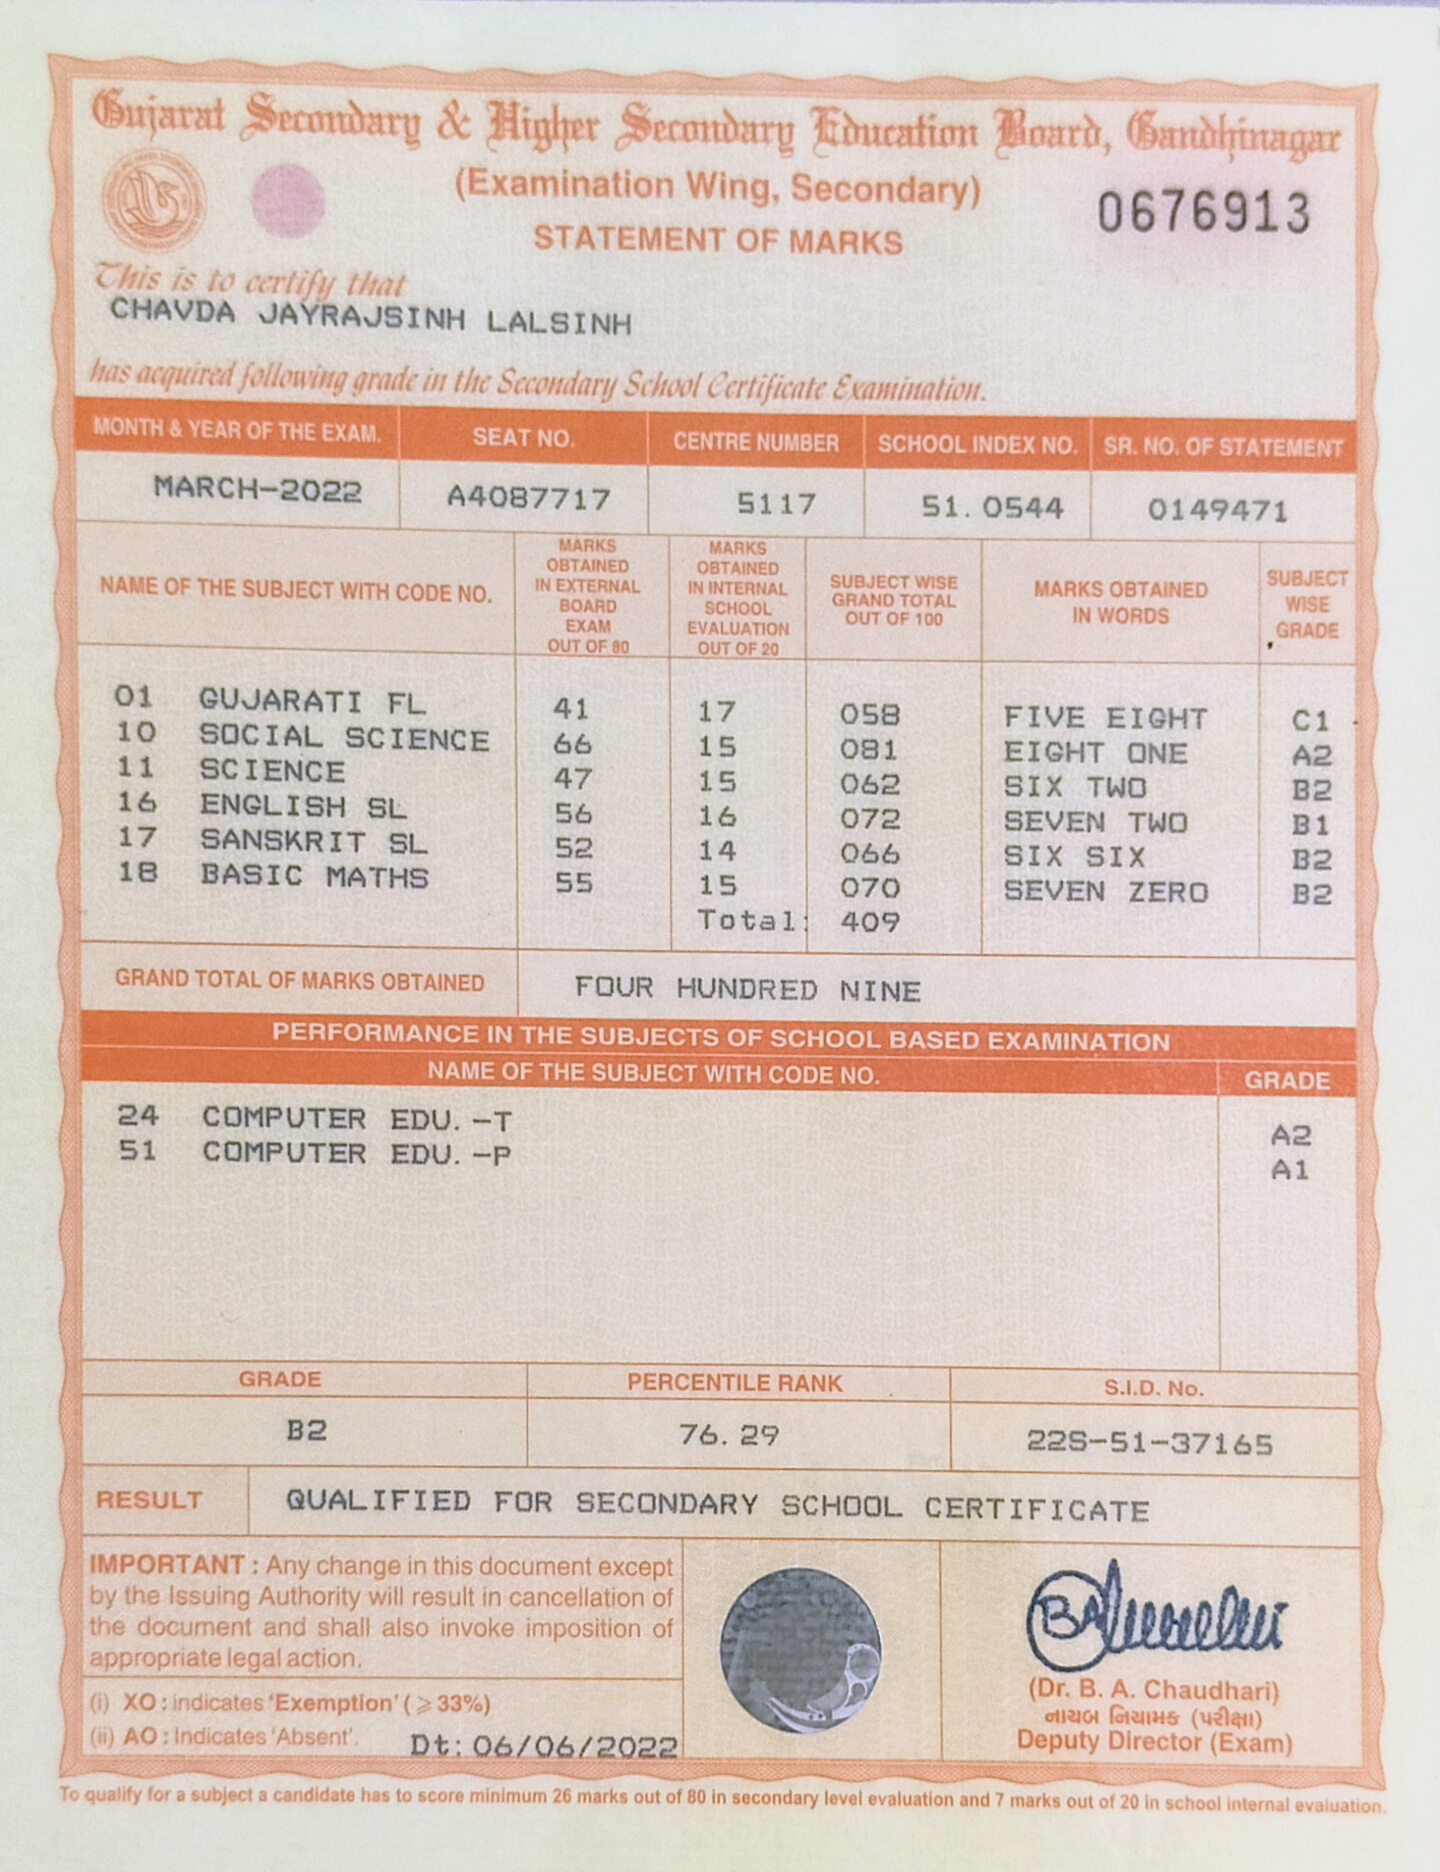 Gujarat Secondary & Higher Secondary Education Board, Gandhinagar
(Examination Wing, Secondary)
0676913
STATEMENT OF MARKS
This is to certify that
CHAVDA JAYRAJSINH LALSINH
has acquired following grade in the Secondary School Certificate Examination.
MONTH & YEAR OF THE EXAM. SEAT NO. CENTRE NUMBER SCHOOL INDEX NO. SR. NO. OF STATEMENT
MARCH-2022 A4087717 5117 51.0544 0149471
NAME OF THE SUBJECT WITH CODE NO.
MARKS OBTAINED IN EXTERNAL BOARD EXAM OUT OF 80
MARKS OBTAINED IN INTERNAL SCHOOL EVALUATION OUT OF 20
SUBJECT WISE GRAND TOTAL OUT OF 100
MARKS OBTAINED IN WORDS
SUBJECT WISE GRADE
01 GUJARATI FL 41 17 058 FIVE EIGHT C1
10 SOCIAL SCIENCE 66 15 081 EIGHT ONE A2
11 SCIENCE 47 15 062 SIX TWO B2
16 ENGLISH SL 56 16 072 SEVEN TWO B1
17 SANSKRIT SL 52 14 066 SIX SIX B2
18 BASIC MATHS 55 15 070 SEVEN ZERO B2
Total: 409
GRAND TOTAL OF MARKS OBTAINED FOUR HUNDRED NINE
PERFORMANCE IN THE SUBJECTS OF SCHOOL BASED EXAMINATION
NAME OF THE SUBJECT WITH CODE NO. GRADE
24 COMPUTER EDU.-T A2
51 COMPUTER EDU.-P A1
GRADE PERCENTILE RANK S.I.D. No.
B2 76.29 22S-51-37165
RESULT QUALIFIED FOR SECONDARY SCHOOL CERTIFICATE
IMPORTANT : Any change in this document except
by the Issuing Authority will result in cancellation of
the document and shall also invoke imposition of
appropriate legal action.
(i) XO : indicates 'Exemption' (⩾33%)
(ii) AO : Indicates 'Absent'.
Dt: 06/06/2022
(Dr. B. A. Chaudhari)
નાયબ નિયામક (પરીક્ષા)
Deputy Director (Exam)
To qualify for a subject a candidate has to score minimum 26 marks out of 80 in secondary level evaluation and 7 marks out of 20 in school internal evaluation.